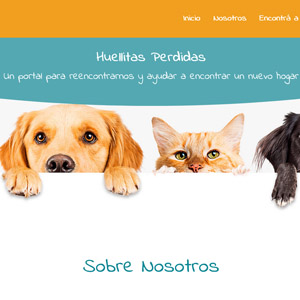 Inicio Nosotros Encontrá a
Huellitas Perdidas
Un portal para reencontrarnos y ayudar a encontrar un nuevo hogar
Sobre Nosotros